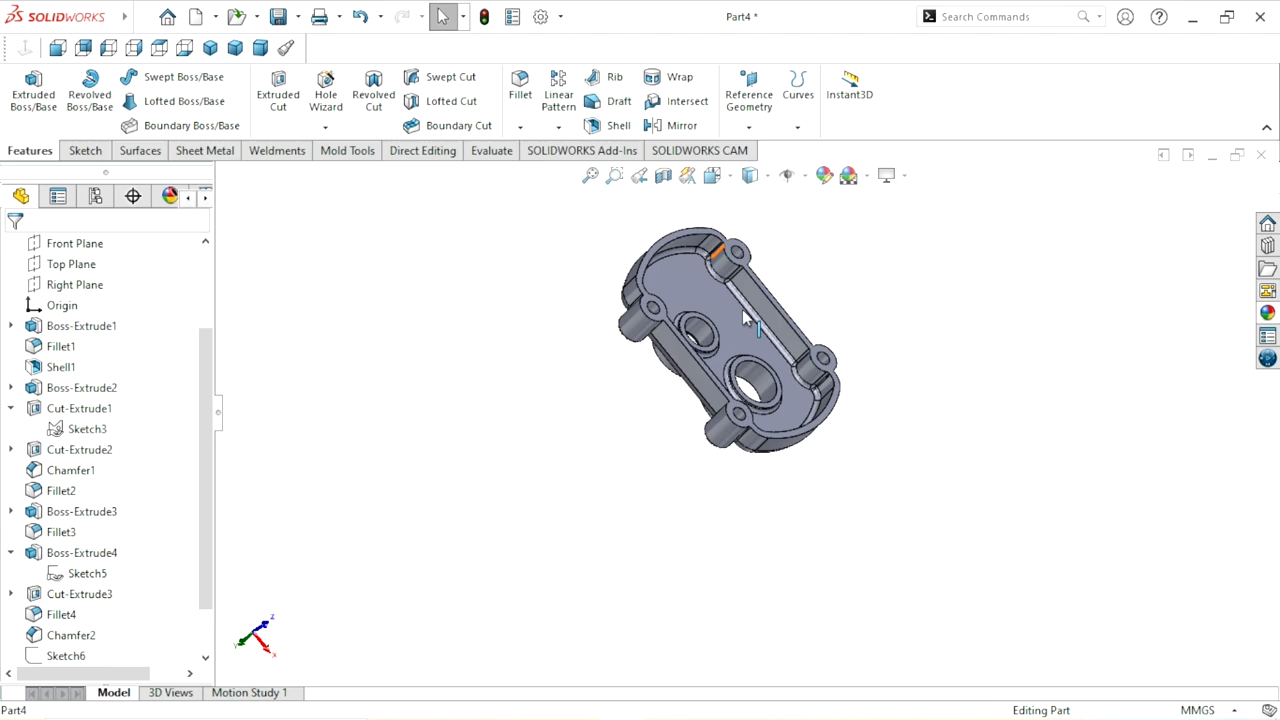 SOLIDWORKS
Part4 *
Search Commands
Extruded Boss/Base
Revolved Boss/Base
Swept Boss/Base
Lofted Boss/Base
Boundary Boss/Base
Extruded Cut
Hole Wizard
Revolved Cut
Swept Cut
Lofted Cut
Boundary Cut
Fillet
Linear Pattern
Rib
Draft
Shell
Wrap
Intersect
Mirror
Reference Geometry
Curves
Instant3D
Features Sketch Surfaces Sheet Metal Weldments Mold Tools Direct Editing Evaluate SOLIDWORKS Add-Ins SOLIDWORKS CAM
Front Plane
Top Plane
Right Plane
Origin
Boss-Extrude1
Fillet1
Shell1
Boss-Extrude2
Cut-Extrude1
Sketch3
Cut-Extrude2
Chamfer1
Fillet2
Boss-Extrude3
Fillet3
Boss-Extrude4
Sketch5
Cut-Extrude3
Fillet4
Chamfer2
Sketch6
z
Y
x
Model 3D Views Motion Study 1
Part4 Editing Part MMGS